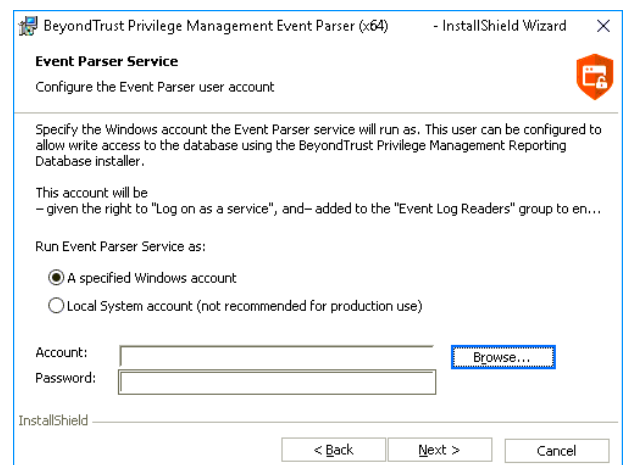 BeyondTrust Privilege Management Event Parser (x64) - InstallShield Wizard
Event Parser Service
Configure the Event Parser user account
Specify the Windows account the Event Parser service will run as. This user can be configured to
allow write access to the database using the BeyondTrust Privilege Management Reporting
Database installer.
This account will be
– given the right to "Log on as a service", and– added to the "Event Log Readers" group to en...
Run Event Parser Service as:
A specified Windows account
Local System account (not recommended for production use)
Account:
Browse...
Password:
InstallShield
< Back
Next >
Cancel